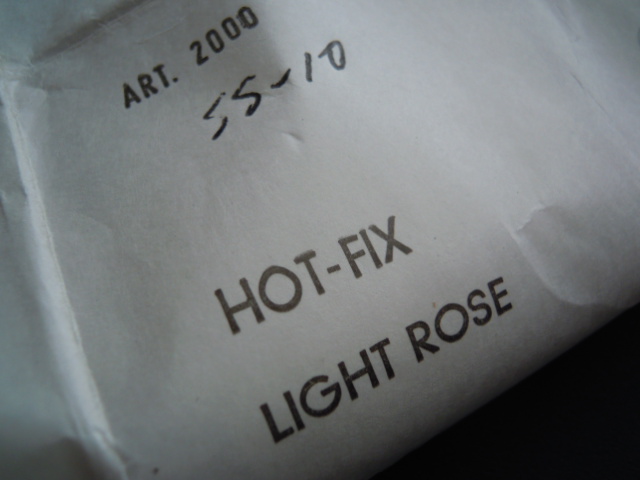 ART. 2000
SS-10
HOT-FIX
LIGHT ROSE